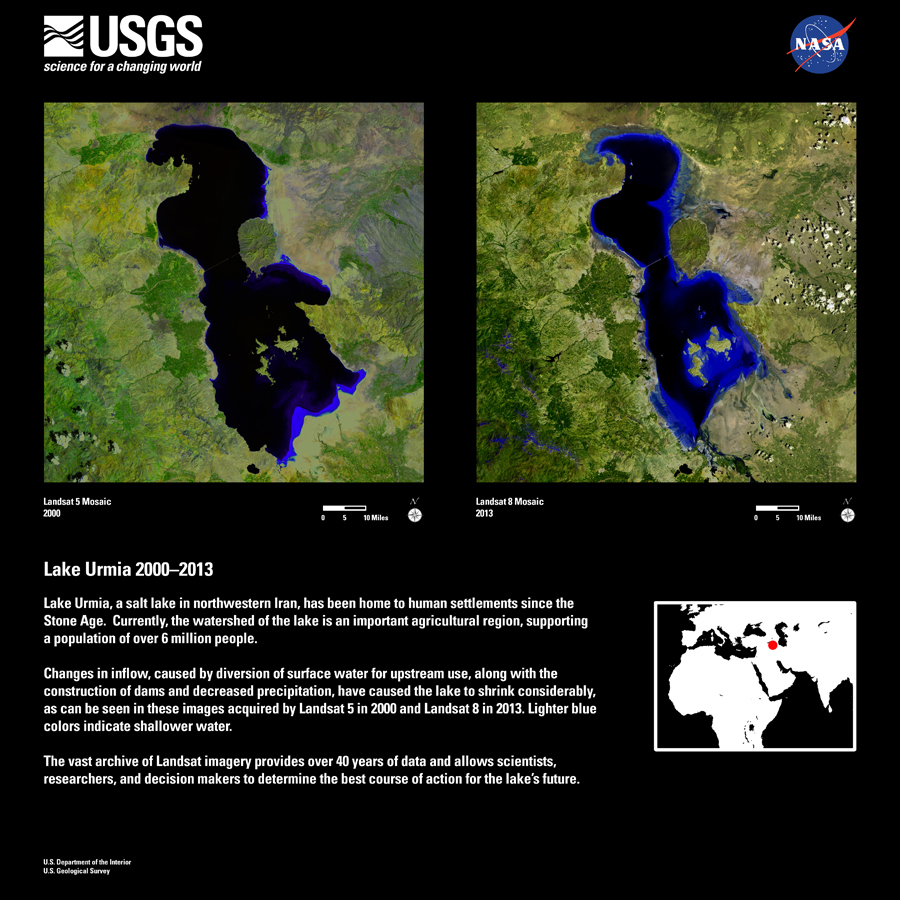 USGS
science for a changing world
NASA
Landsat 5 Mosaic
2000
N
0 5 10 Miles
Landsat 8 Mosaic
2013
N
0 5 10 Miles
Lake Urmia 2000–2013
Lake Urmia, a salt lake in northwestern Iran, has been home to human settlements since the
Stone Age. Currently, the watershed of the lake is an important agricultural region, supporting
a population of over 6 million people.
Changes in inflow, caused by diversion of surface water for upstream use, along with the
construction of dams and decreased precipitation, have caused the lake to shrink considerably,
as can be seen in these images acquired by Landsat 5 in 2000 and Landsat 8 in 2013. Lighter blue
colors indicate shallower water.
The vast archive of Landsat imagery provides over 40 years of data and allows scientists,
researchers, and decision makers to determine the best course of action for the lake's future.
U.S. Department of the Interior
U.S. Geological Survey